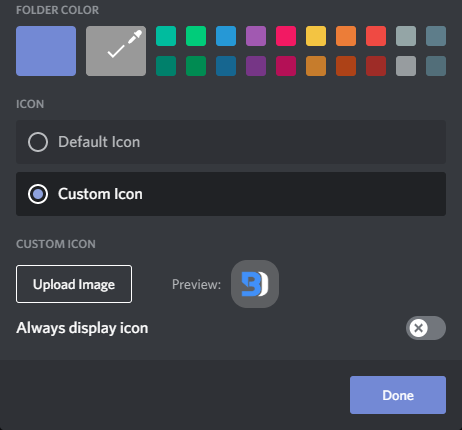 FOLDER COLOR
ICON
Default Icon
Custom Icon
CUSTOM ICON
Upload Image
Preview:
Always display icon
Done